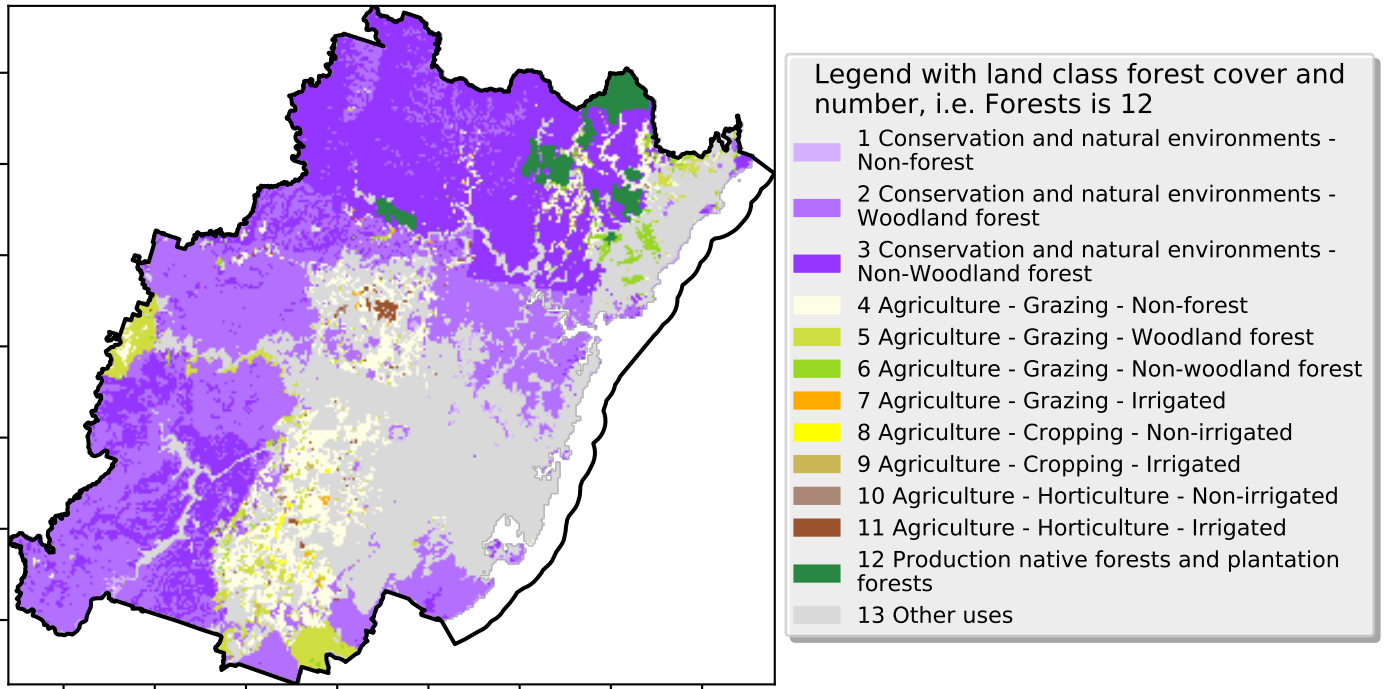 Legend with land class forest cover and
number, i.e. Forests is 12
1 Conservation and natural environments -
Non-forest
2 Conservation and natural environments -
Woodland forest
3 Conservation and natural environments -
Non-Woodland forest
4 Agriculture - Grazing - Non-forest
5 Agriculture - Grazing - Woodland forest
6 Agriculture - Grazing - Non-woodland forest
7 Agriculture - Grazing - Irrigated
8 Agriculture - Cropping - Non-irrigated
9 Agriculture - Cropping - Irrigated
10 Agriculture - Horticulture - Non-irrigated
11 Agriculture - Horticulture - Irrigated
12 Production native forests and plantation
forests
13 Other uses